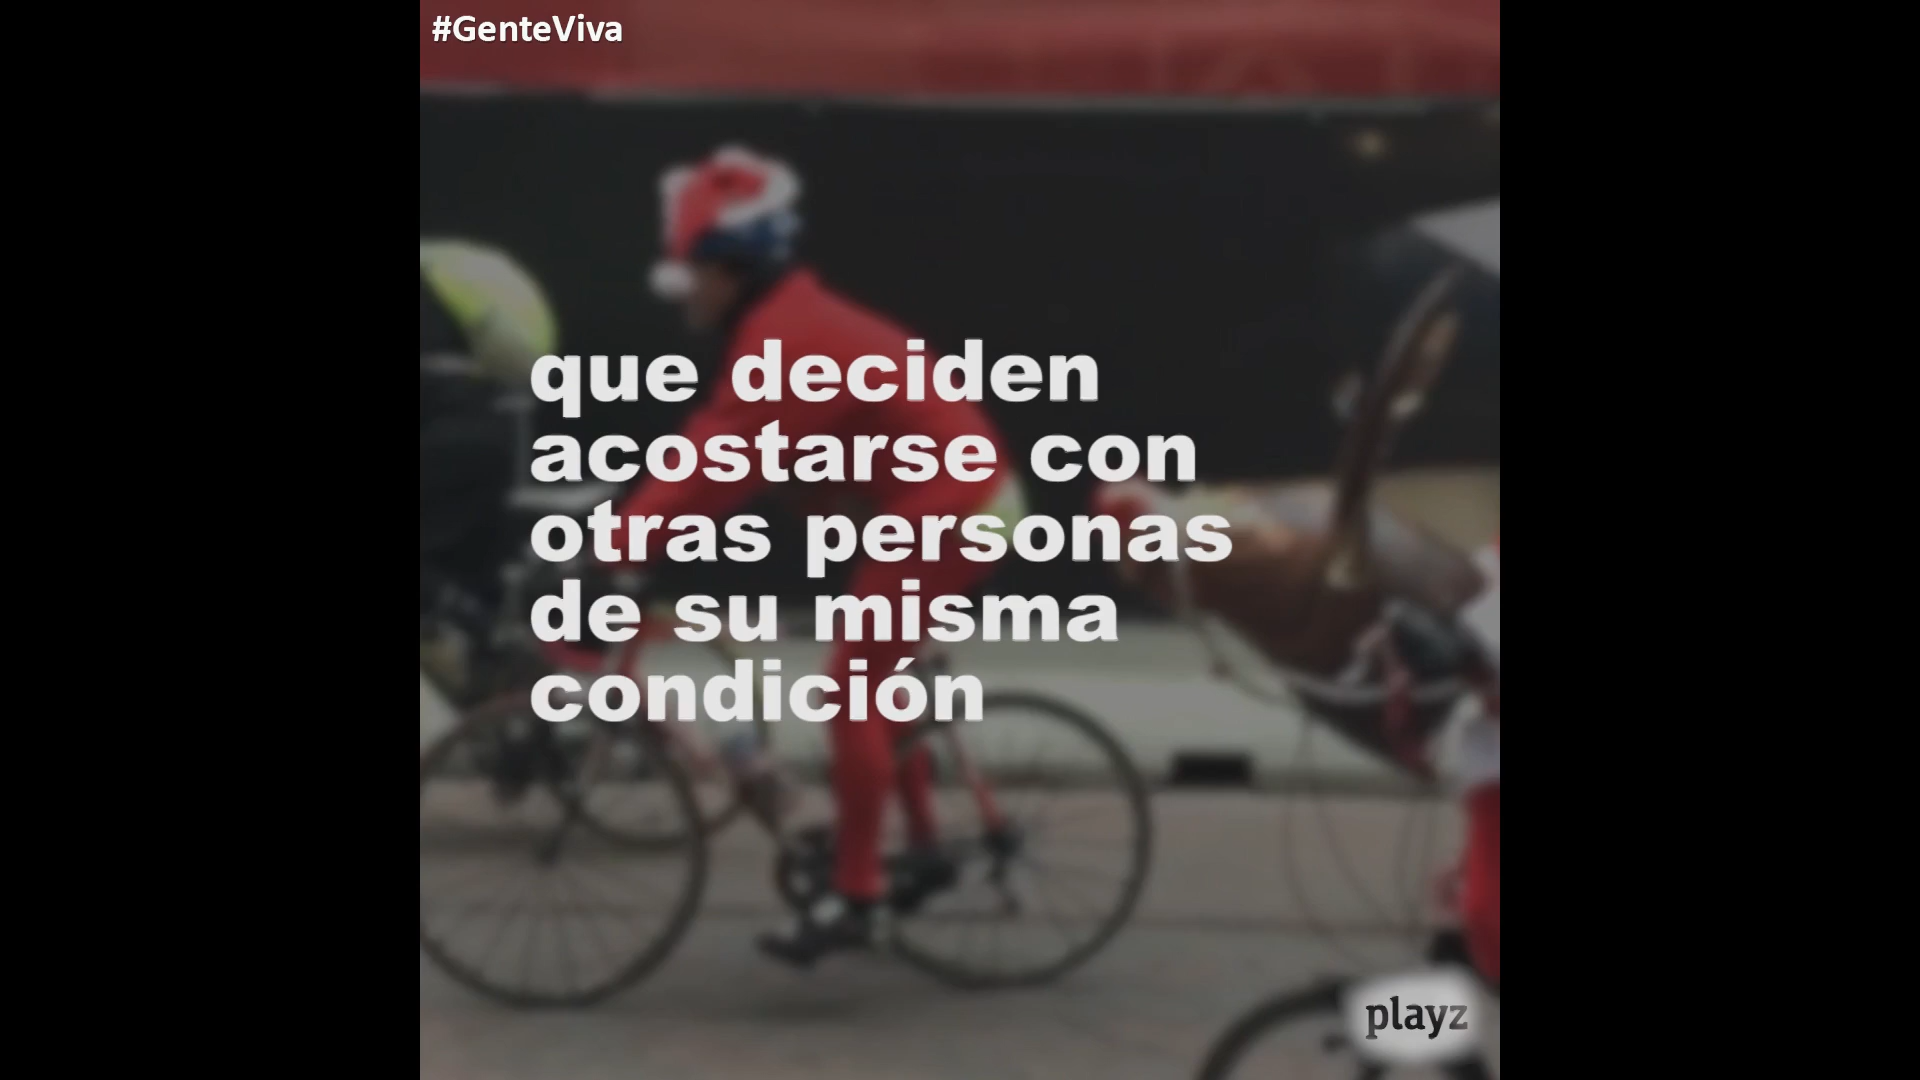 #GenteViva
que deciden
acostarse con
otras personas
de su misma
condición
playz